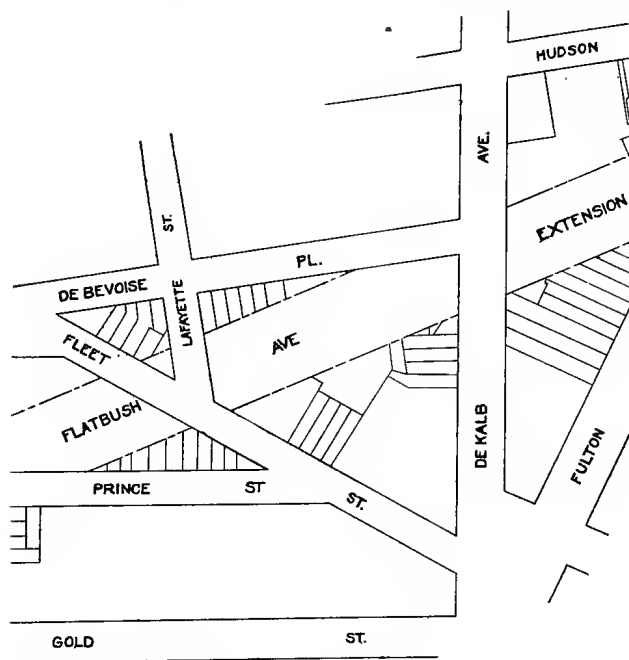 HUDSON
AVE.
EXTENSION
ST.
PL.
DE BEVOISE
LAFAYETTE
AVE
FLEET
FLATBUSH
DE KALB
FULTON
PRINCE ST
ST.
GOLD ST.